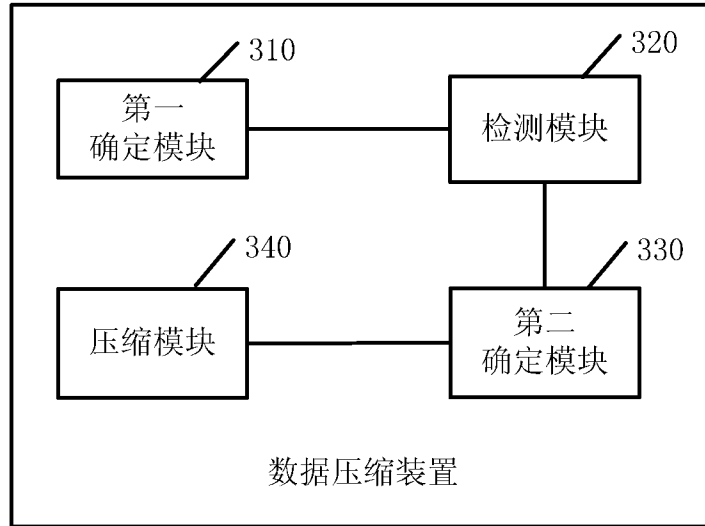 310
第一
确定模块
320
检测模块
340
压缩模块
330
第二
确定模块
数据压缩装置